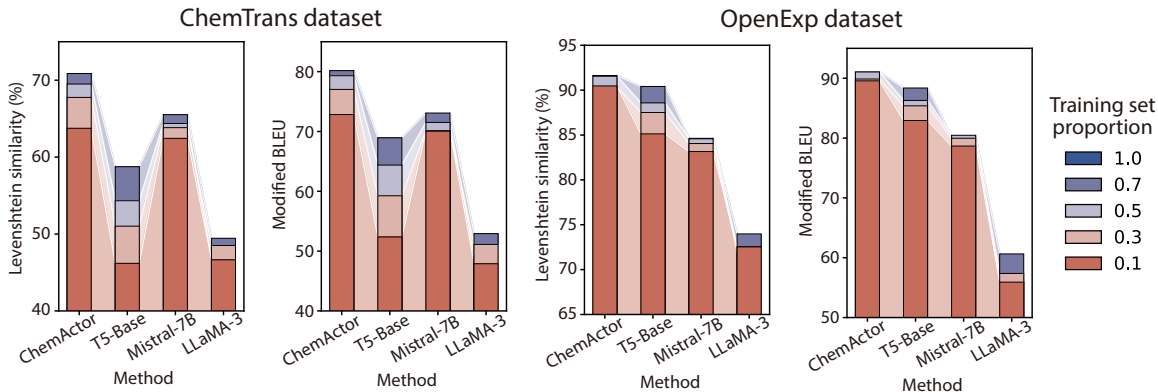 ChemTrans dataset
OpenExp dataset
Levenshtein similarity (%)
70
60
50
40
ChemActor
T5-Base
Mistral-7B
LLaMA-3
Method
Modified BLEU
80
70
60
50
40
ChemActor
T5-Base
Mistral-7B
LLaMA-3
Method
Levenshtein similarity (%)
95
90
85
80
75
70
65
ChemActor
T5-Base
Mistral-7B
LLaMA-3
Method
Modified BLEU
90
80
70
60
50
ChemActor
T5-Base
Mistral-7B
LLaMA-3
Method
Training set
proportion
1.0
0.7
0.5
0.3
0.1